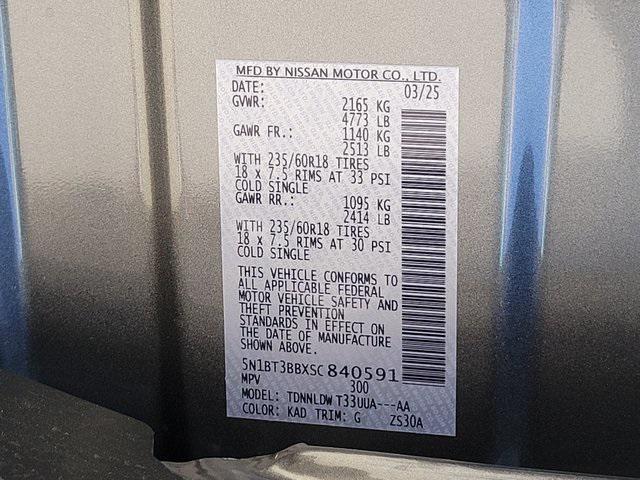 MFD BY NISSAN MOTOR CO., LTD.
DATE: 03/25
GVWR: 2165 KG
4773 LB
GAWR FR.: 1140 KG
2513 LB
WITH 235/60R18 TIRES
18 x 7.5 RIMS AT 33 PSI
COLD SINGLE
GAWR RR.: 1095 KG
2414 LB
WITH 235/60R18 TIRES
18 x 7.5 RIMS AT 30 PSI
COLD SINGLE
THIS VEHICLE CONFORMS TO
ALL APPLICABLE FEDERAL
MOTOR VEHICLE SAFETY AND
THEFT PREVENTION
STANDARDS IN EFFECT ON
THE DATE OF MANUFACTURE
SHOWN ABOVE.
5N1BT3BBXSC840591
MPV 300
MODEL: TDNNLDW T33UUA---AA
COLOR: KAD TRIM: G ZS30A